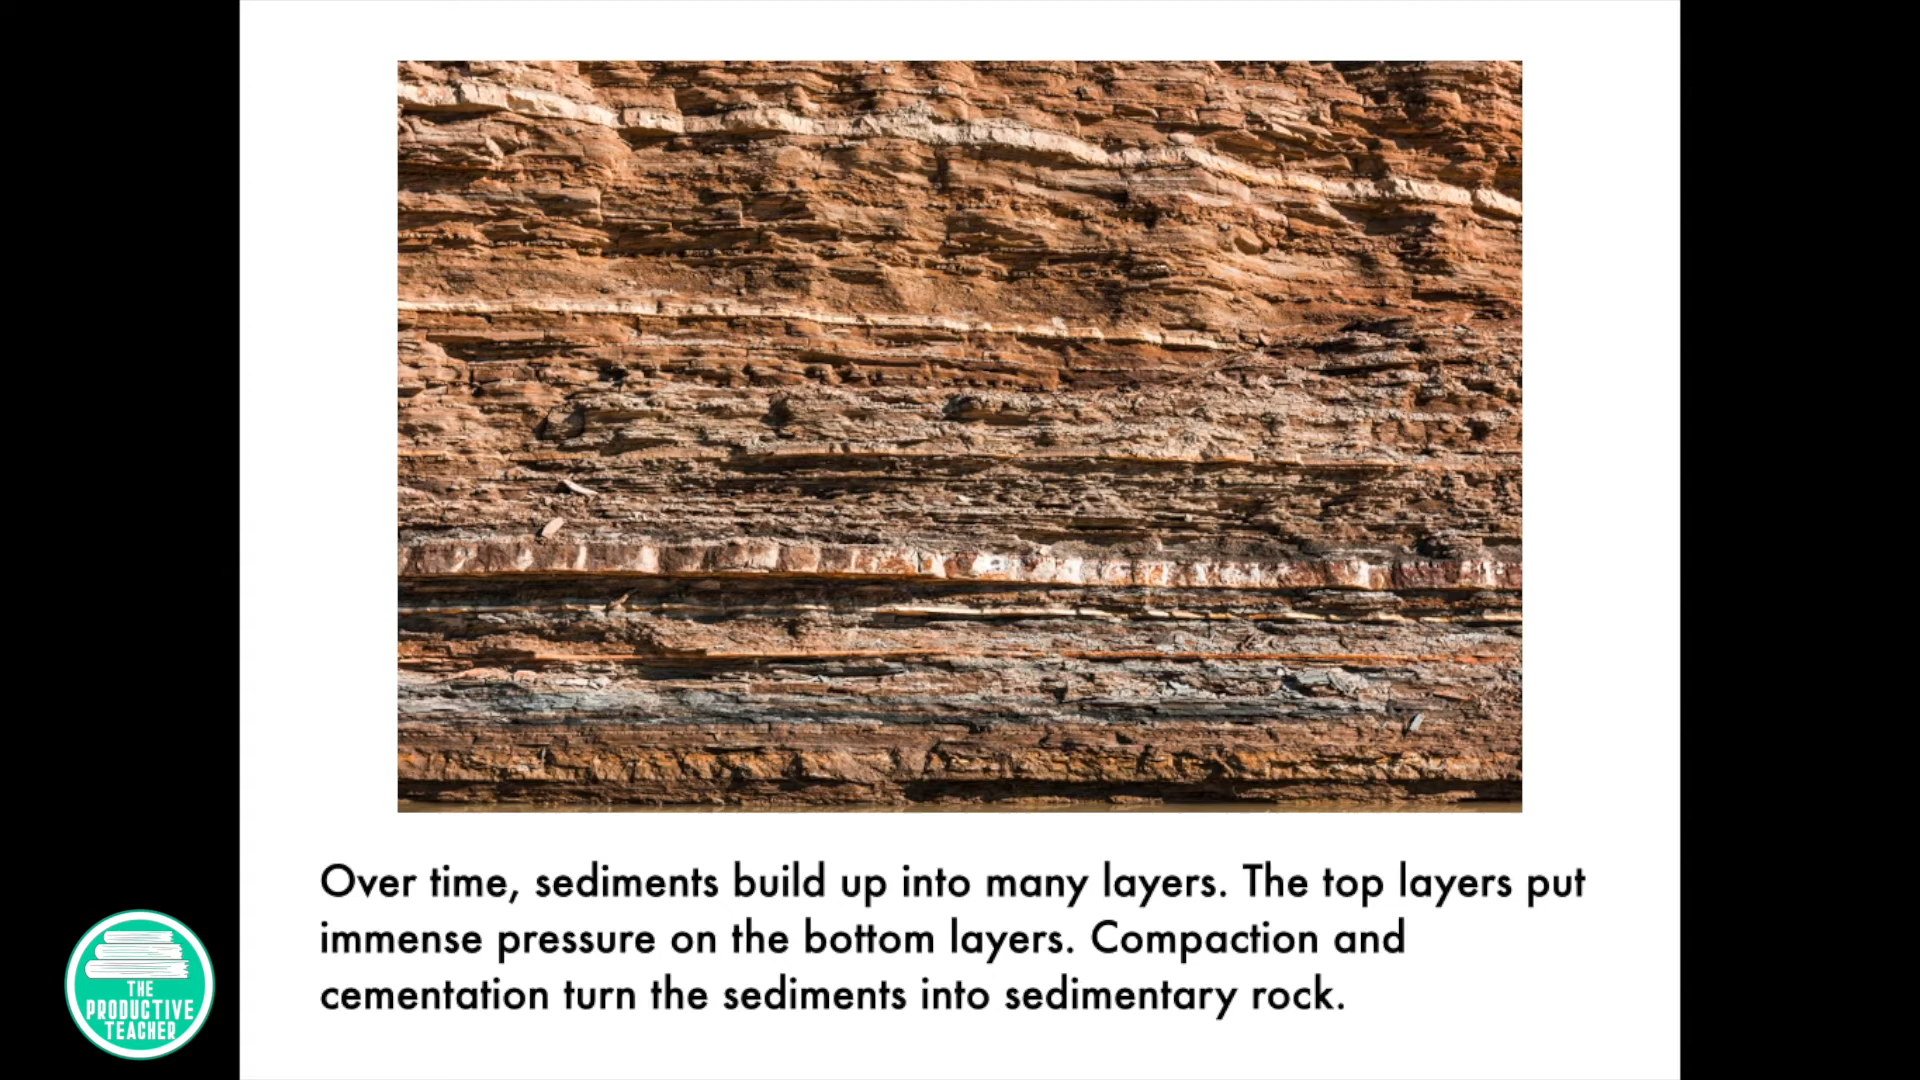 Over time, sediments build up into many layers. The top layers put
immense pressure on the bottom layers. Compaction and
cementation turn the sediments into sedimentary rock.
THE
PRODUCTIVE
TEACHER